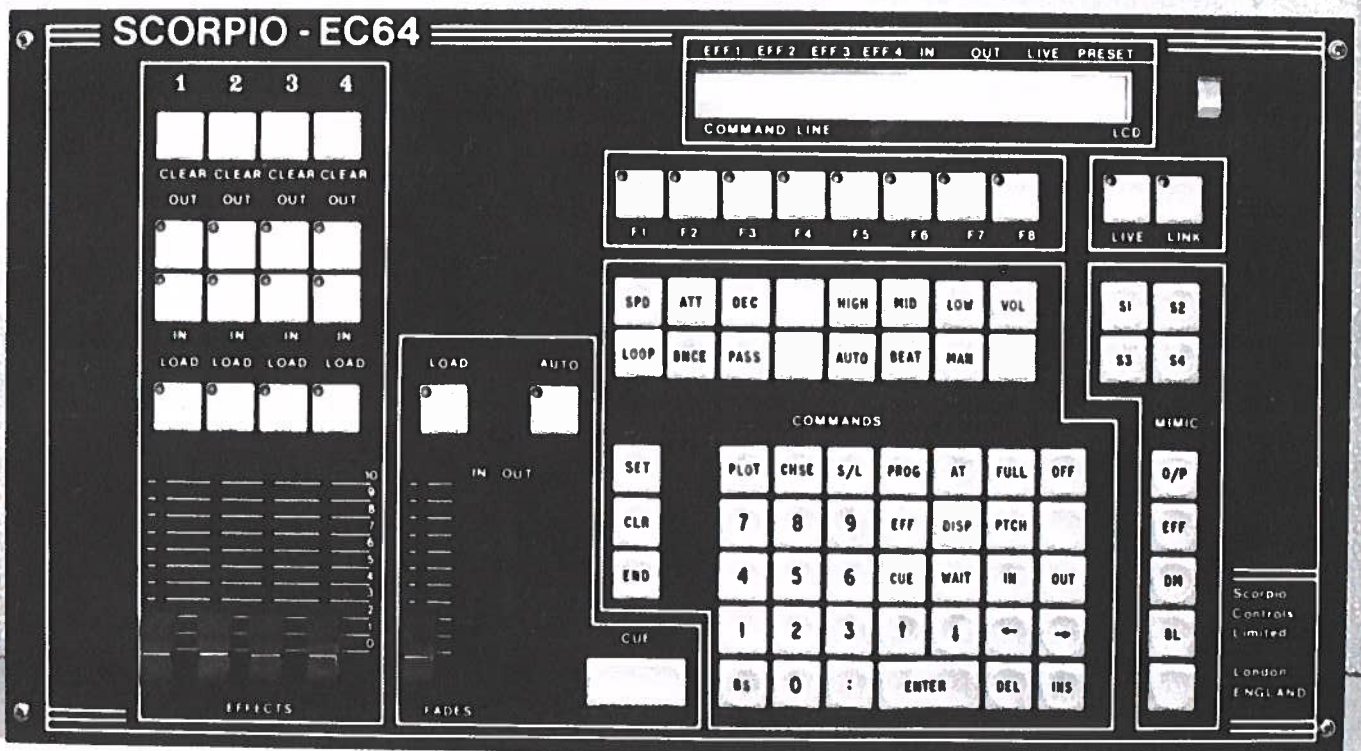 SCORPIO - EC64
EFF1 EFF2 EFF3 EFF4 IN OUT LIVE PRESET
COMMAND LINE LCD
1 2 3 4
CLEAR CLEAR CLEAR CLEAR
OUT OUT OUT OUT
IN IN IN IN
LOAD LOAD LOAD LOAD
10
9
8
7
6
5
4
3
2
1
0
EFFECTS
LOAD AUTO
IN OUT
FADES
CUE
F1 F2 F3 F4 F5 F6 F7 F8
LIVE LINK
SPD ATT DEC HIGH MID LOW VOL
LOOP BNCE PASS AUTO BEAT MAN
COMMANDS
SET
CLR
END
PLOT CHSE S/L PROG AT FULL OFF
7 8 9 EFF DISP PTCH
4 5 6 CUE WAIT IN OUT
1 2 3 ↑ ↓ ← →
BS 0 : ENTER DEL INS
S1 S2
S3 S4
MIMIC
O/P
EFF
DM
BL
Scorpio
Controls
Limited
London
ENGLAND